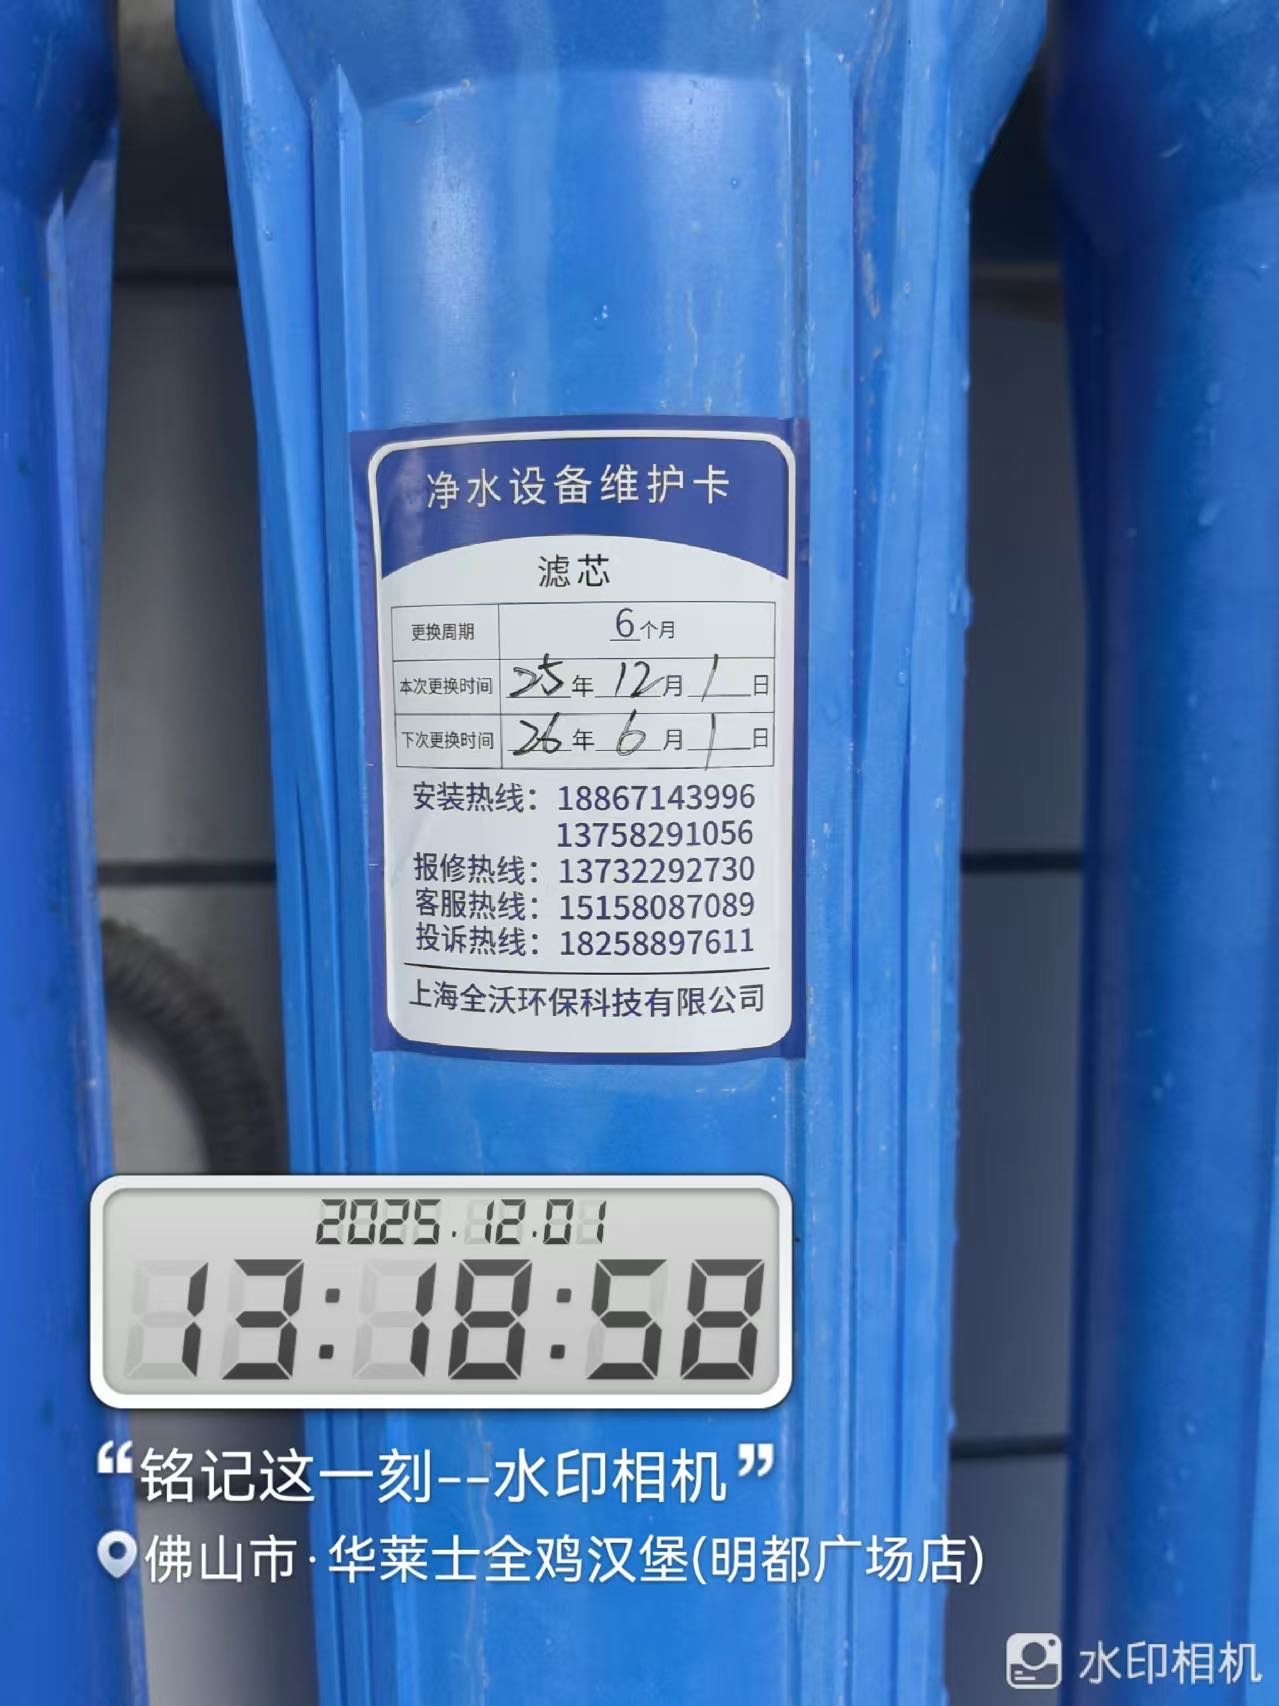 净水设备维护卡
滤芯
更换周期 6个月
本次更换时间 25年12月1日
下次更换时间 26年6月1日
安装热线：18867143996
13758291056
报修热线：13732292730
客服热线：15158087089
投诉热线：18258897611
上海全沃环保科技有限公司
2025.12.01
13:18:58
“铭记这一刻--水印相机”
佛山市·华莱士全鸡汉堡(明都广场店)
水印相机